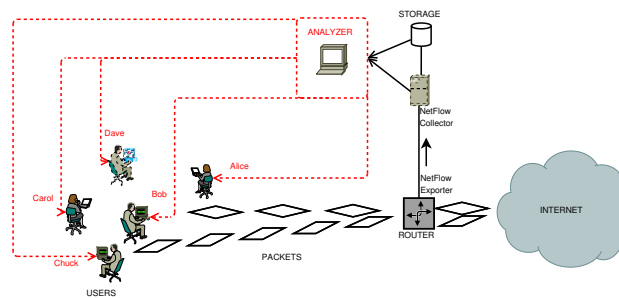 STORAGE
ANALYZER
NetFlow
Collector
Dave
Alice
NetFlow
Exporter
Carol
Bob
INTERNET
ROUTER
Chuck
PACKETS
USERS